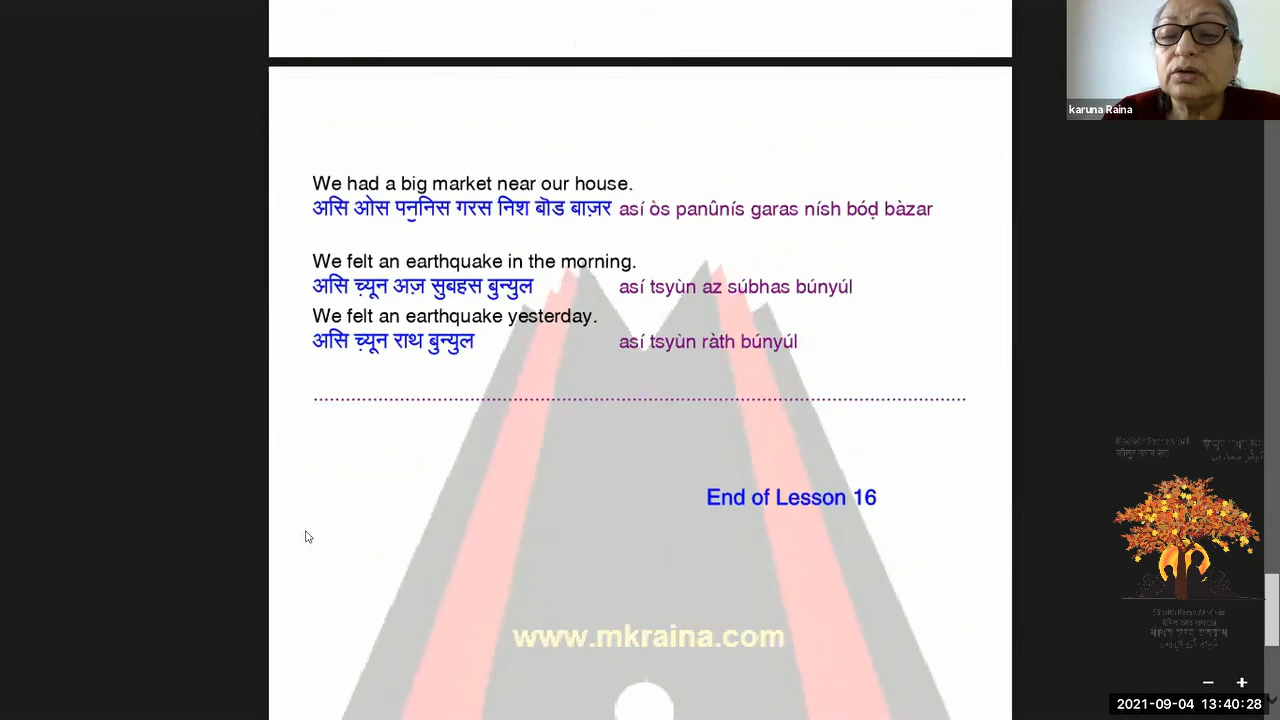 karuna Raina
We had a big market near our house.
असि ओस पनॖनिस गरस निश बॊड बाज़र así òs panûnís garas nísh bóḍ bàzar
We felt an earthquake in the morning.
असि च़्यून अज़ सुबहस बुन्युल así tsyùn az súbhas búnyúl
We felt an earthquake yesterday.
असि च़्यून राथ बुन्युल así tsyùn ràth búnyúl
End of Lesson 16
www.mkraina.com
2021-09-04 13:40:28